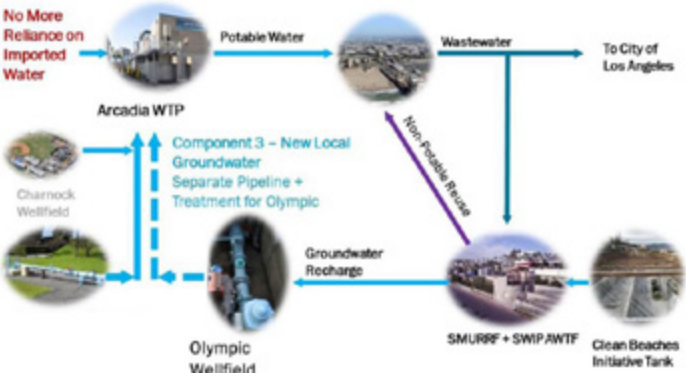 No More
Reliance on
Imported
Water
Potable Water
Wastewater
To City of
Los Angeles
Arcadia WTP
Component 3 – New Local
Groundwater
Separate Pipeline +
Treatment for Olympic
Non-Potable Reuse
Charnock
Wellfield
Groundwater
Recharge
SMURRF + SWIP AWTF
Clean Beaches
Initiative Tank
Olympic
Wellfield